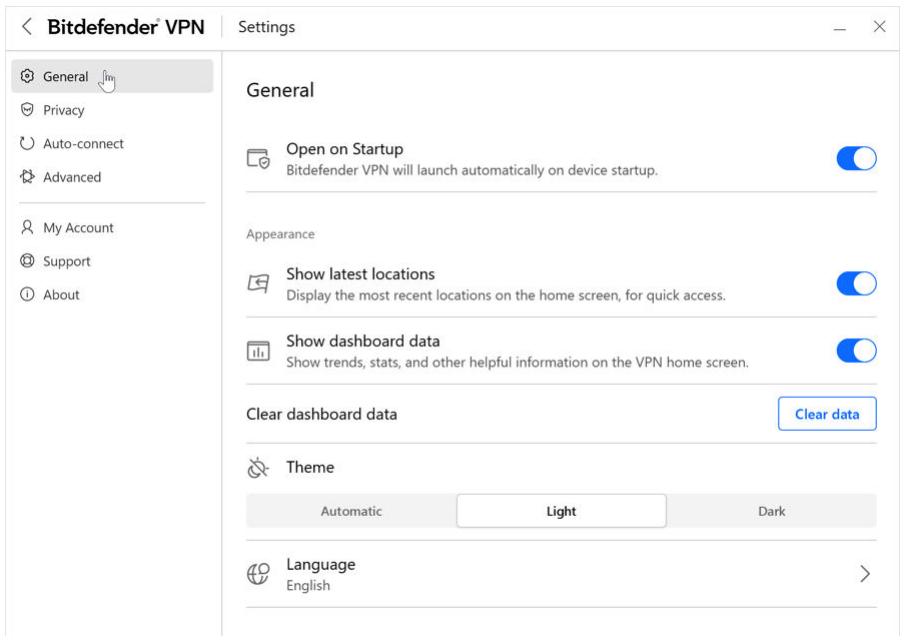 Bitdefender® VPN
Settings
General
Privacy
Auto-connect
Advanced
My Account
Support
About
General
Open on Startup
Bitdefender VPN will launch automatically on device startup.
Appearance
Show latest locations
Display the most recent locations on the home screen, for quick access.
Show dashboard data
Show trends, stats, and other helpful information on the VPN home screen.
Clear dashboard data
Clear data
Theme
Automatic
Light
Dark
Language
English